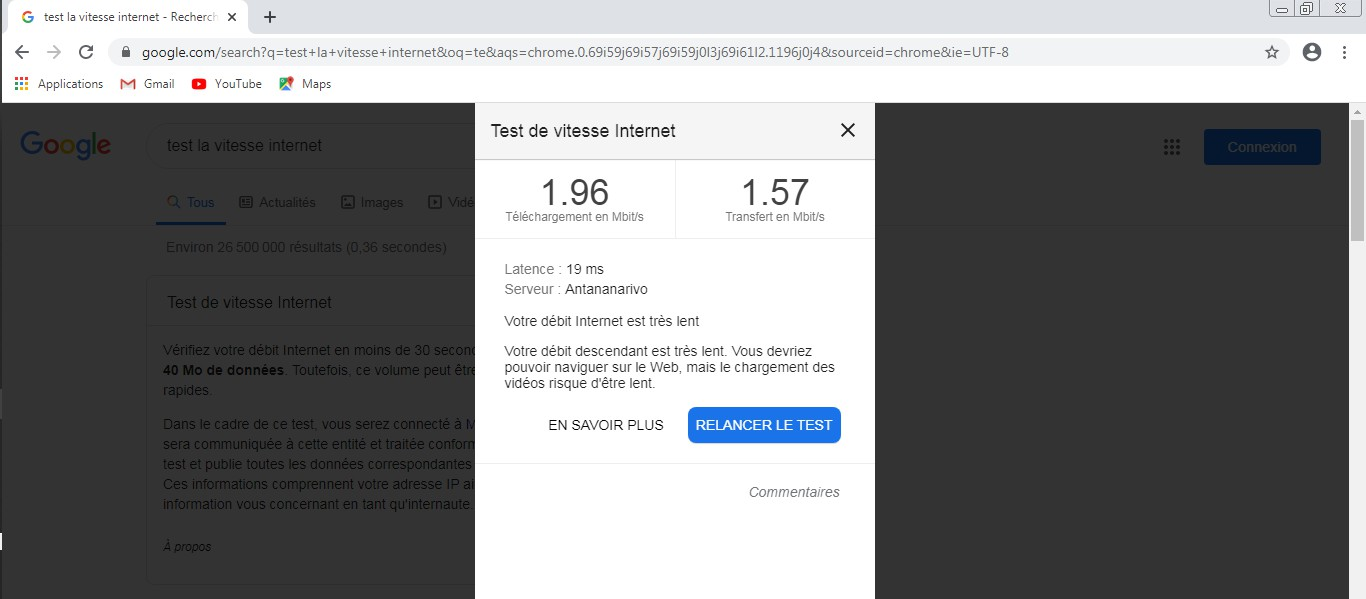 test la vitesse internet - Recherch
google.com/search?q=test+la+vitesse+internet&oq=te&aqs=chrome.0.69i59j69i57j69i59j0l3j69i61l2.1196j0j4&sourceid=chrome&ie=UTF-8
Applications Gmail YouTube Maps
Google
test la vitesse internet
Connexion
Tous Actualités Images Vidé
Environ 26 500 000 résultats (0,36 secondes)
Test de vitesse Internet
Vérifiez votre débit Internet en moins de 30 second
40 Mo de données. Toutefois, ce volume peut être
rapides.
Dans le cadre de ce test, vous serez connecté à M
sera communiquée à cette entité et traitée conform
test et publie toutes les données correspondantes
Ces informations comprennent votre adresse IP ai
information vous concernant en tant qu'internaute.
À propos
Test de vitesse Internet
1.96 1.57
Téléchargement en Mbit/s Transfert en Mbit/s
Latence : 19 ms
Serveur : Antananarivo
Votre débit Internet est très lent
Votre débit descendant est très lent. Vous devriez
pouvoir naviguer sur le Web, mais le chargement des
vidéos risque d'être lent.
EN SAVOIR PLUS RELANCER LE TEST
Commentaires